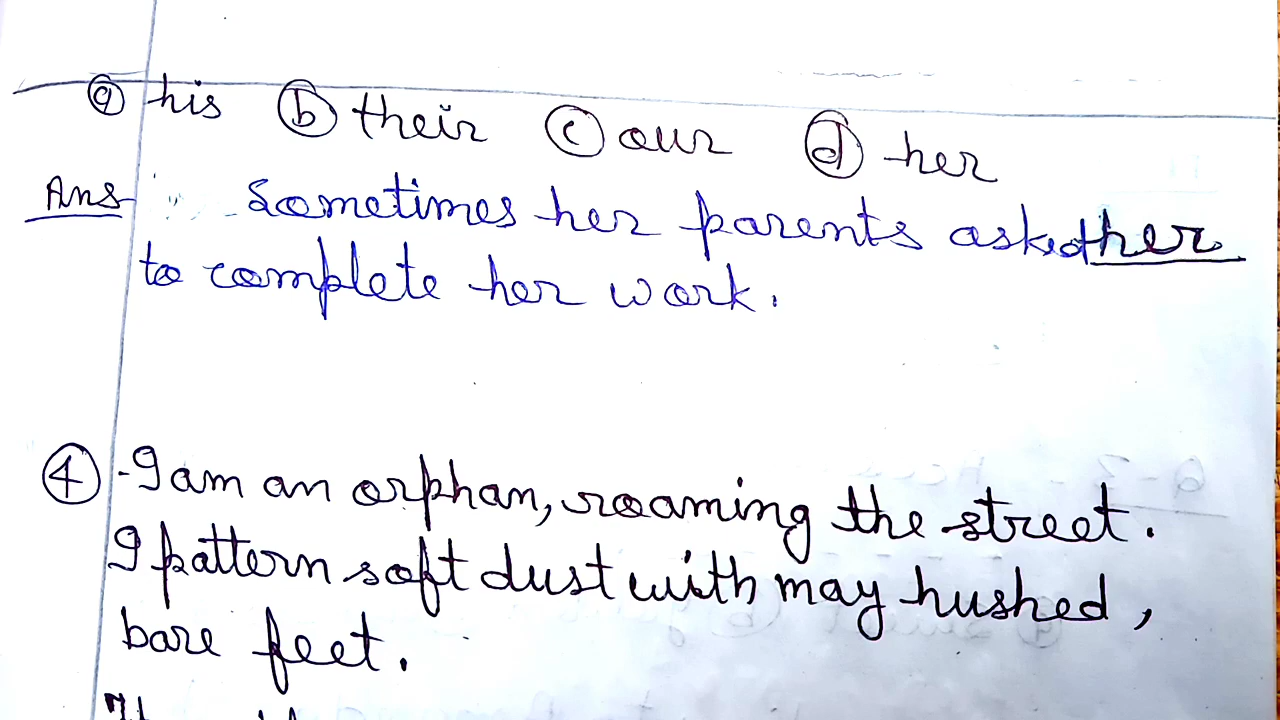 ⓐ his ⓑ their ⓒ our ⓓ her
Ans Sometimes her parents asked her
to complete her work.
④ I am an orphan, roaming the street.
I pattern soft dust with may hushed,
bare feet.